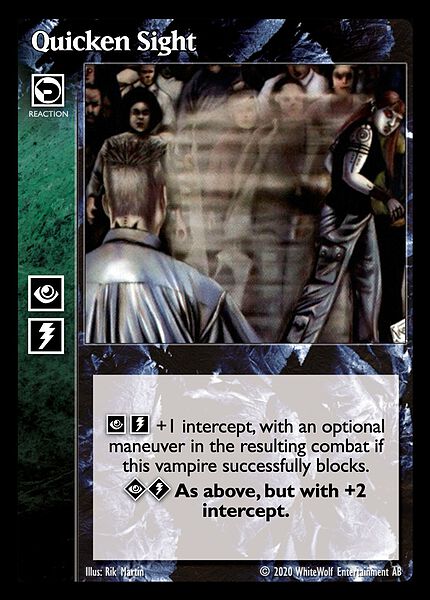 Quicken Sight
REACTION
+1 intercept, with an optional
maneuver in the resulting combat if
this vampire successfully blocks.
As above, but with +2
intercept.
Illus: Rik Martin
© 2020 WhiteWolf Entertainment AB